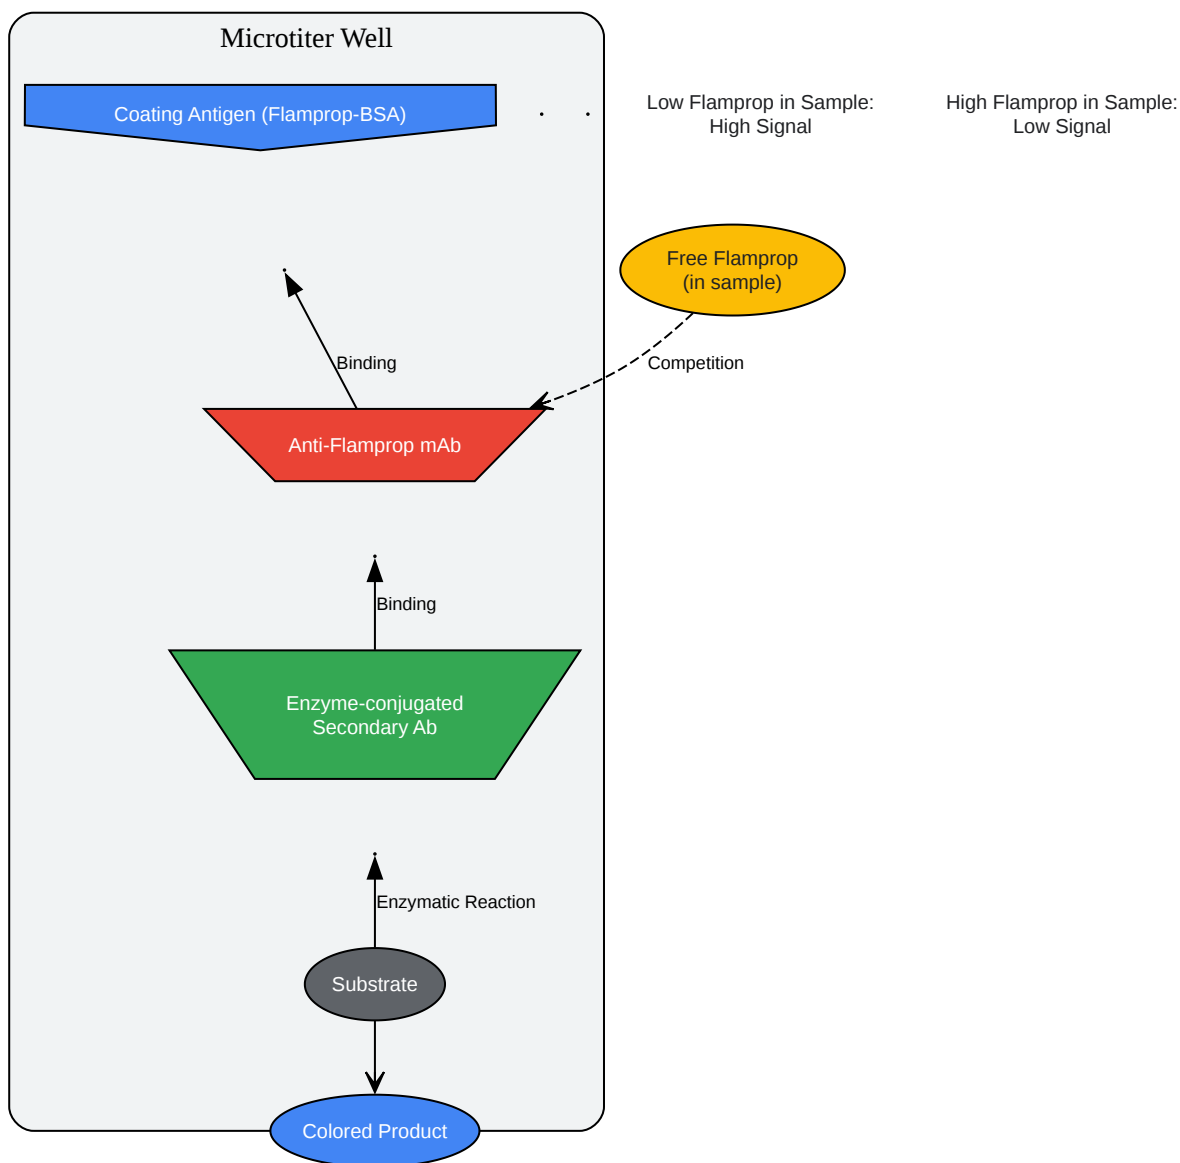 Microtiter Well
Coating Antigen (Flamprop-BSA)
Low Flamprop in Sample:
High Signal
High Flamprop in Sample:
Low Signal
Free Flamprop
(in sample)
Binding
Competition
Anti-Flamprop mAb
Binding
Enzyme-conjugated
Secondary Ab
Enzymatic Reaction
Substrate
Colored Product